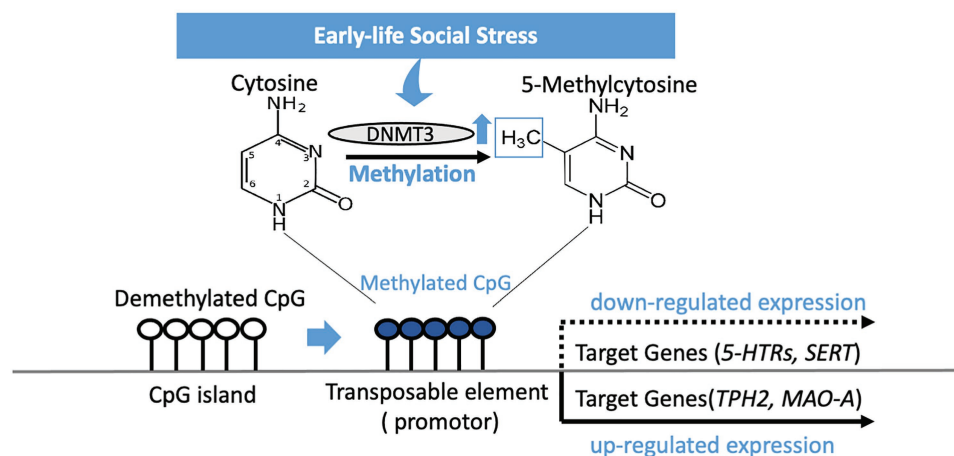 Early-life Social Stress
Cytosine
5-Methylcytosine
NH₂
4
5
N
3
6
2
1
N
H
O
DNMT3
Methylation
NH₂
H₃C
N
N
H
O
Methylated CpG
Demethylated CpG
down-regulated expression
Target Genes (5-HTRs, SERT)
CpG island
Transposable element
( promotor)
Target Genes(TPH2, MAO-A)
up-regulated expression